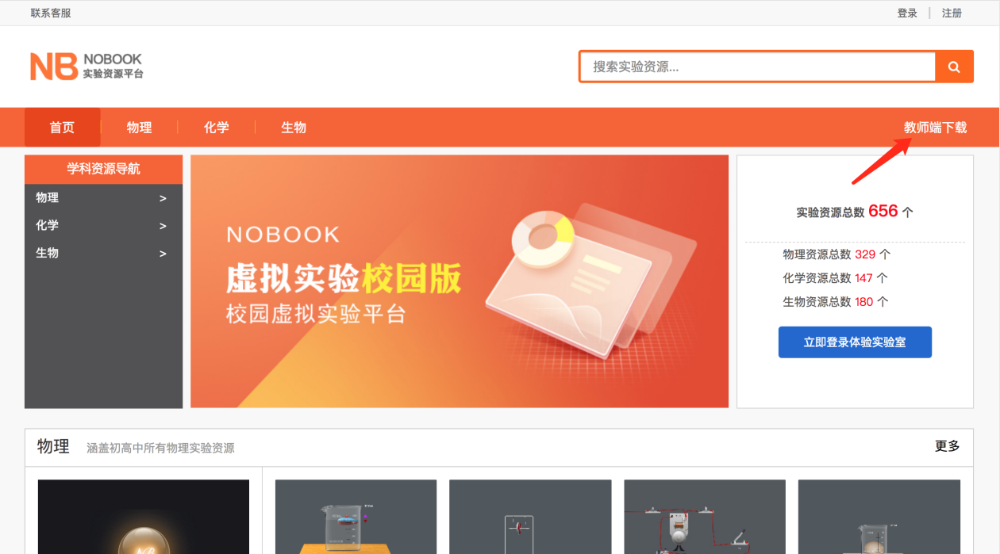 联系客服
登录 | 注册
NB NOBOOK
实验资源平台
搜索实验资源...
首页 物理 化学 生物 教师端下载
学科资源导航
物理 >
化学 >
生物 >
NOBOOK
虚拟实验校园版
校园虚拟实验平台
实验资源总数 656 个
物理资源总数 329 个
化学资源总数 147 个
生物资源总数 180 个
立即登录体验实验室
物理 涵盖初高中所有物理实验资源 更多
NB